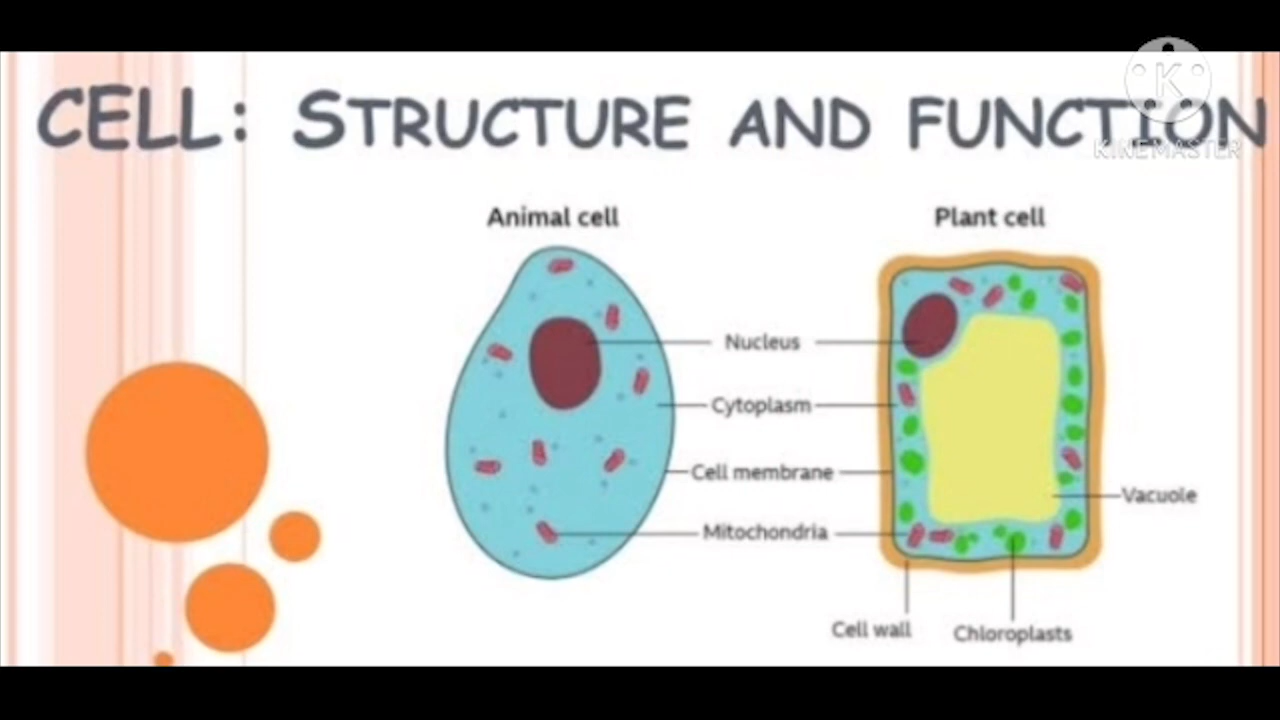 CELL: STRUCTURE AND FUNCTION
K
KINEMASTER
Animal cell
Plant cell
Nucleus
Cytoplasm
Cell membrane
Vacuole
Mitochondria
Cell wall
Chloroplasts